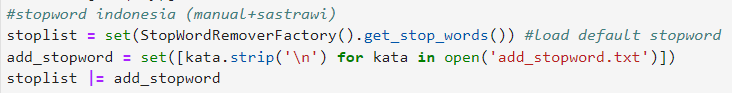 #stopword indonesia (manual+sastrawi)
stoplist = set(StopWordRemoverFactory().get_stop_words()) #load default stopword
add_stopword = set([kata.strip('\n') for kata in open('add_stopword.txt')])
stoplist |= add_stopword